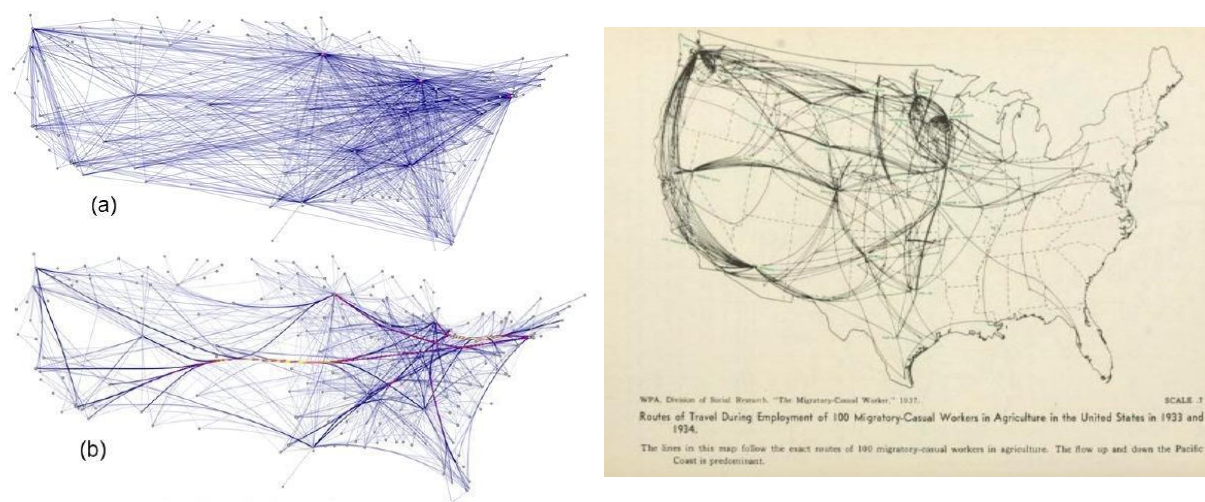 (a)
(b)
WPA, Division of Social Research, "The Migratory-Casual Worker," 1937.
SCALE .7
Routes of Travel During Employment of 100 Migratory-Casual Workers in Agriculture in the United States in 1933 and
1934.
The lines in this map follow the exact routes of 100 migratory-casual workers in agriculture. The flow up and down the Pacific
Coast is predominant.